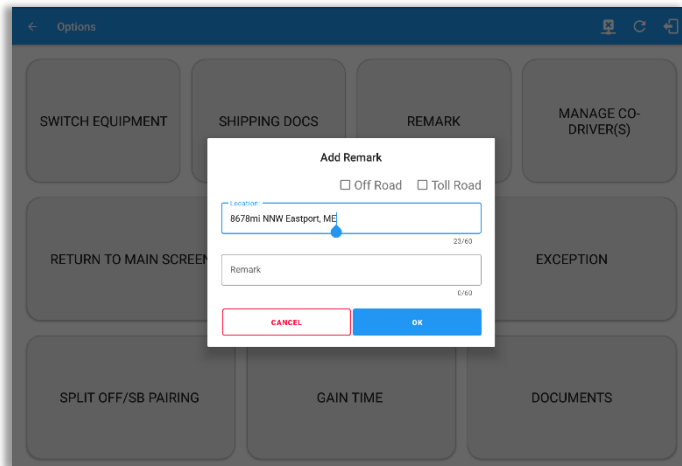 Options
SWITCH EQUIPMENT
SHIPPING DOCS
REMARK
MANAGE CO-
DRIVER(S)
Add Remark
Off Road
Toll Road
Location:
8678mi NNW Eastport, ME
23/60
Remark
0/60
CANCEL
OK
RETURN TO MAIN SCREEN
EXCEPTION
SPLIT OFF/SB PAIRING
GAIN TIME
DOCUMENTS